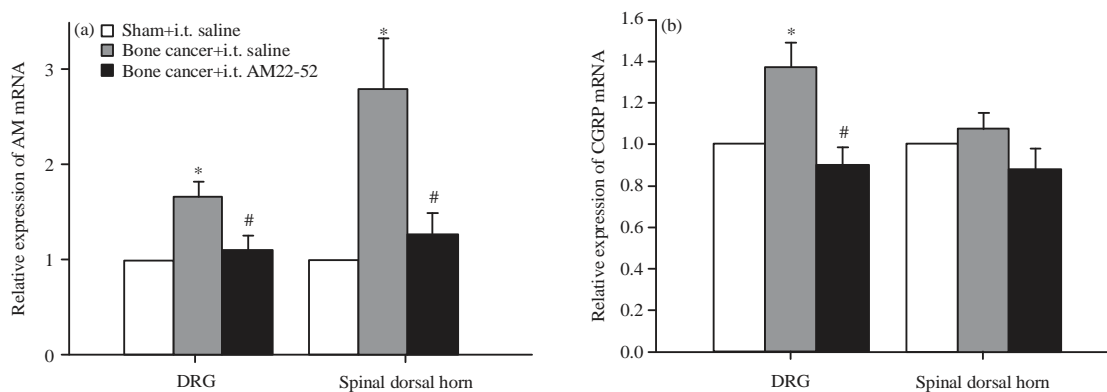 (a)
Sham+i.t. saline
Bone cancer+i.t. saline
Bone cancer+i.t. AM22-52
Relative expression of AM mRNA
3
2
1
0
*
#
*
#
DRG
Spinal dorsal horn
(b)
Relative expression of CGRP mRNA
1.6
1.4
1.2
1.0
0.8
0.6
0.4
0.2
0.0
*
#
DRG
Spinal dorsal horn